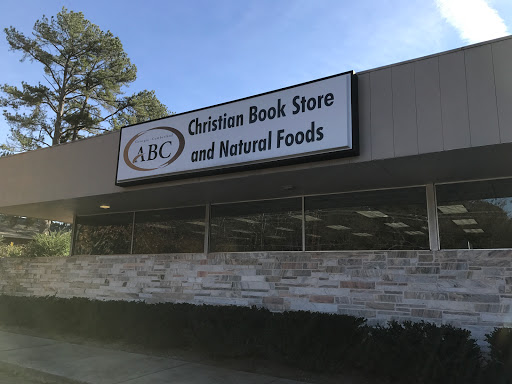 ABC
Christian Book Store
and Natural Foods